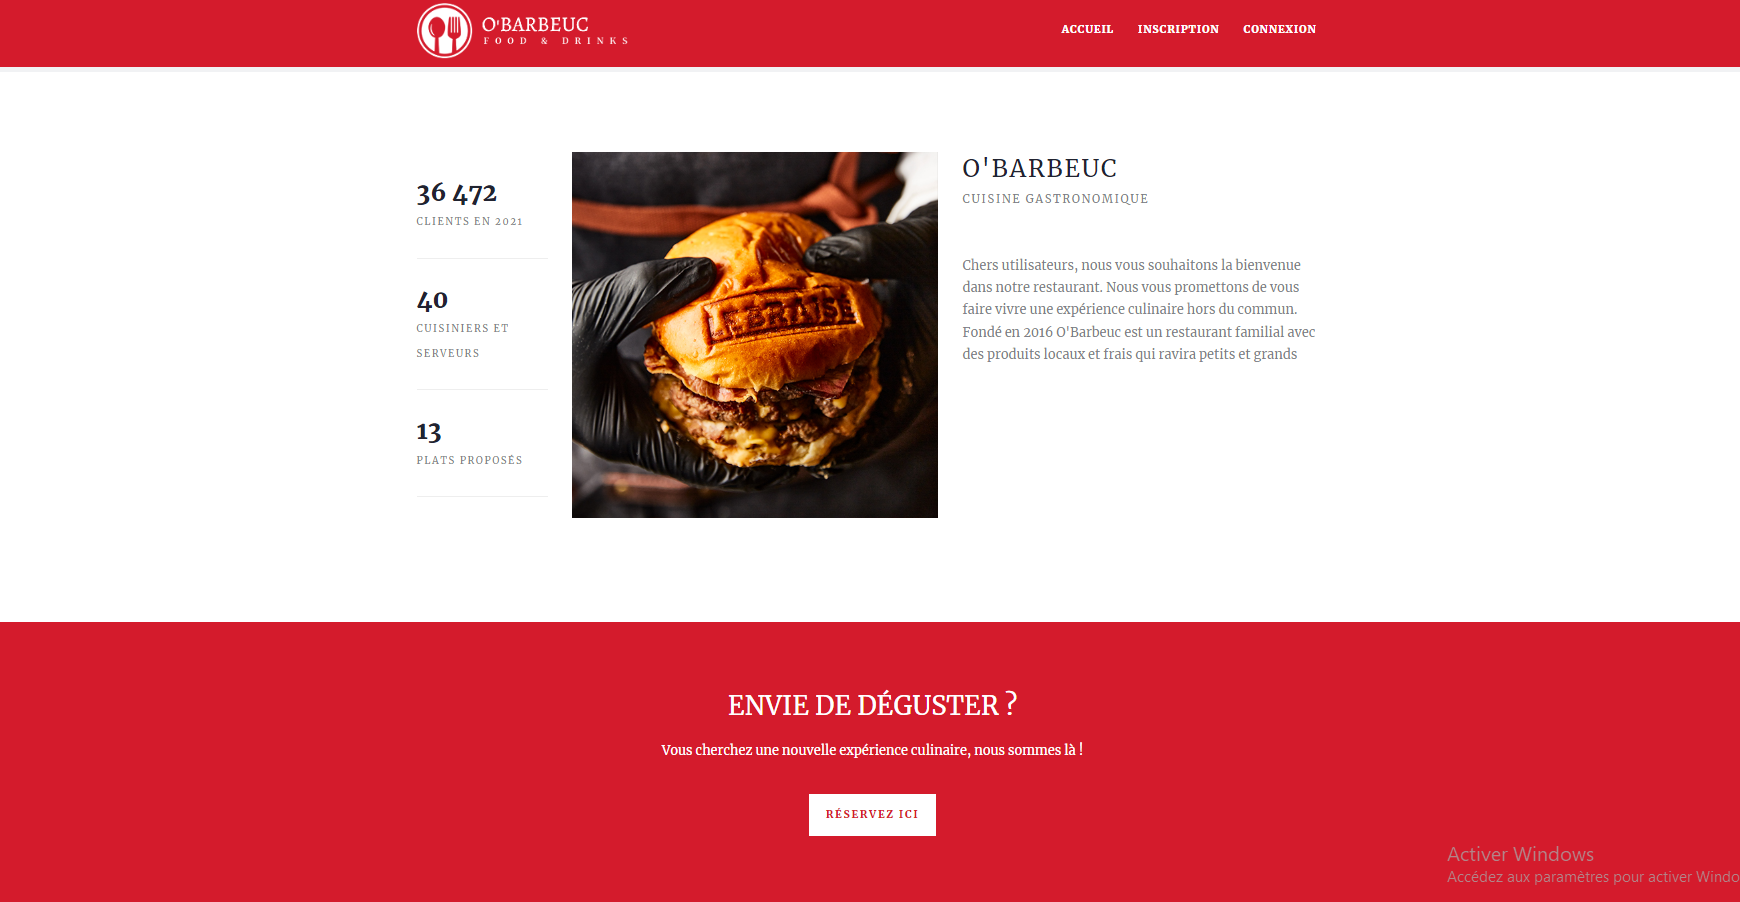 O'BARBEUC
FOOD & DRINKS
ACCUEIL INSCRIPTION CONNEXION
36 472
CLIENTS EN 2021
40
CUISINIERS ET
SERVEURS
13
PLATS PROPOSÉS
BRAISE
O'BARBEUC
CUISINE GASTRONOMIQUE
Chers utilisateurs, nous vous souhaitons la bienvenue
dans notre restaurant. Nous vous promettons de vous
faire vivre une expérience culinaire hors du commun.
Fondé en 2016 O'Barbeuc est un restaurant familial avec
des produits locaux et frais qui ravira petits et grands
ENVIE DE DÉGUSTER ?
Vous cherchez une nouvelle expérience culinaire, nous sommes là !
RÉSERVEZ ICI
Activer Windows
Accédez aux paramètres pour activer Windo